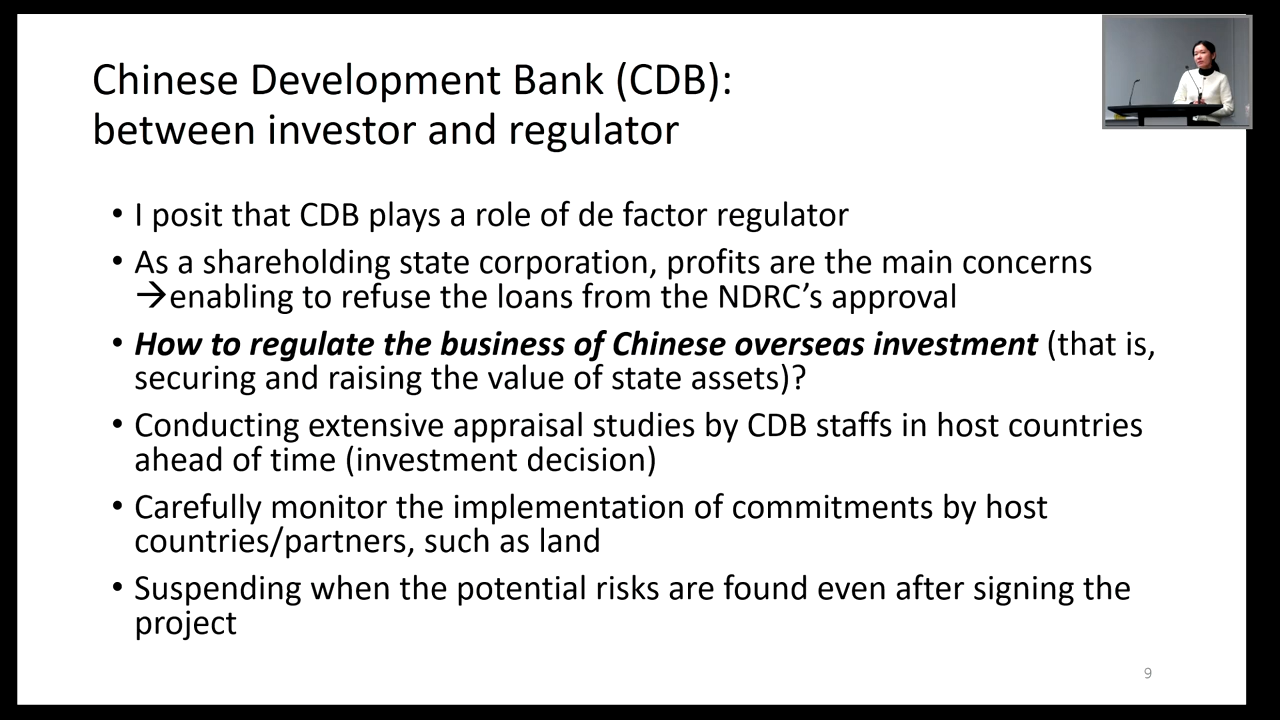 Chinese Development Bank (CDB):
between investor and regulator
• I posit that CDB plays a role of de factor regulator
• As a shareholding state corporation, profits are the main concerns
→enabling to refuse the loans from the NDRC’s approval
• How to regulate the business of Chinese overseas investment (that is,
securing and raising the value of state assets)?
• Conducting extensive appraisal studies by CDB staffs in host countries
ahead of time (investment decision)
• Carefully monitor the implementation of commitments by host
countries/partners, such as land
• Suspending when the potential risks are found even after signing the
project
9